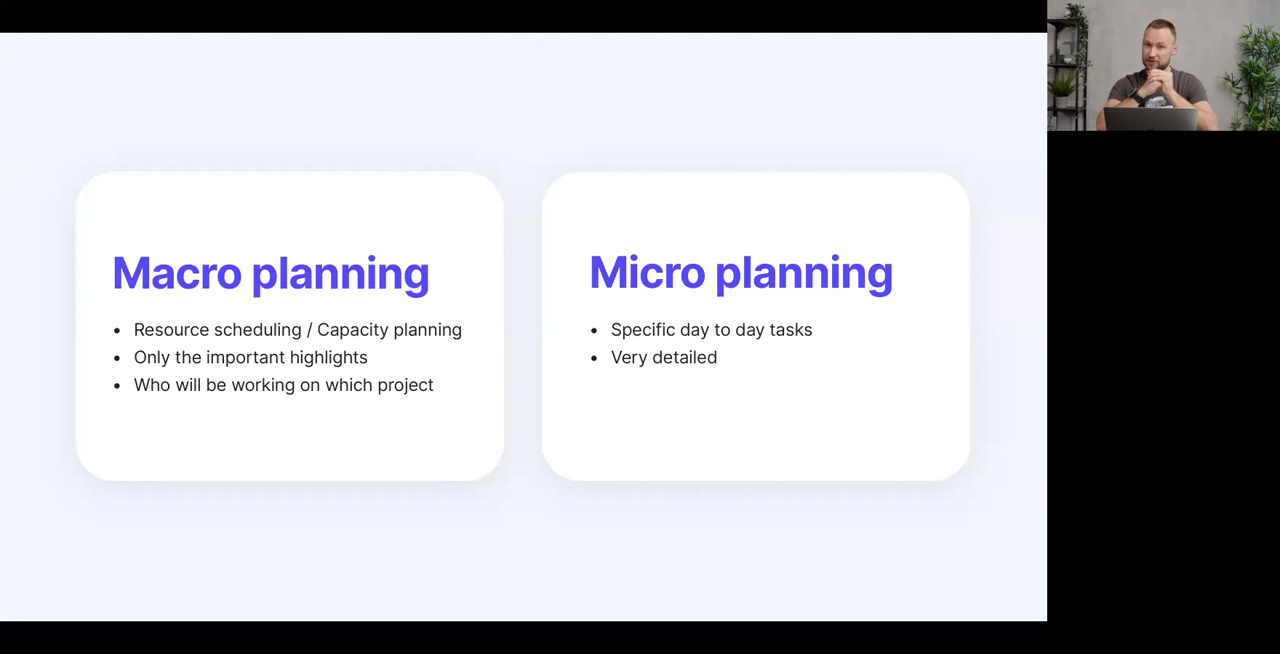 Macro planning
• Resource scheduling / Capacity planning
• Only the important highlights
• Who will be working on which project
Micro planning
• Specific day to day tasks
• Very detailed